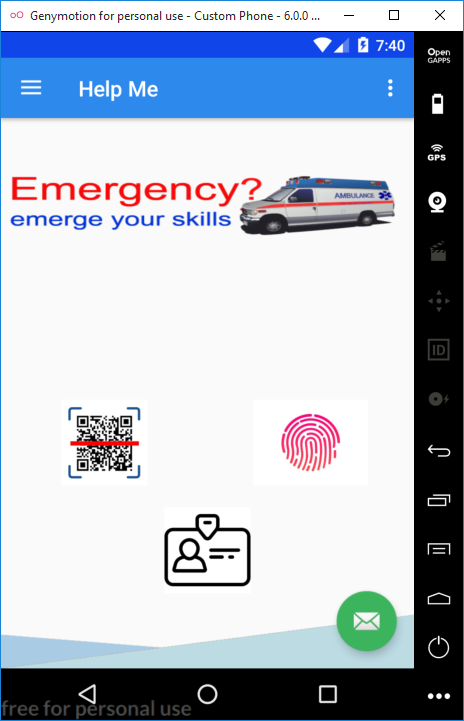 Genymotion for personal use - Custom Phone - 6.0.0 ...
7:40
Open
GAPPS
Help Me
GPS
Emergency?
emerge your skills
AMBULANCE
ID
free for personal use